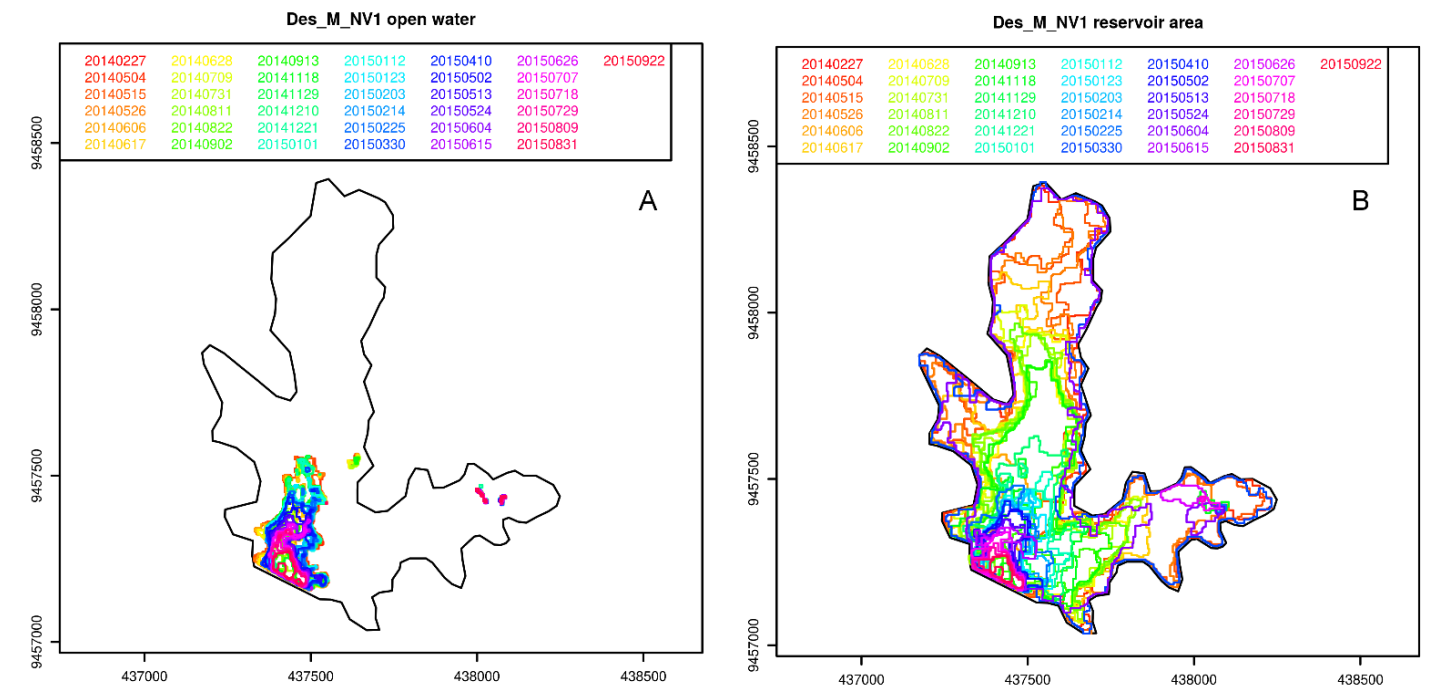 Des_M_NV1 open water
20140227 20140628 20140913 20150112 20150410 20150626 20150922
20140504 20140709 20141118 20150123 20150502 20150707
20140515 20140731 20141129 20150203 20150513 20150718
20140526 20140811 20141210 20150214 20150524 20150729
20140606 20140822 20141221 20150225 20150604 20150809
20140617 20140902 20150101 20150330 20150615 20150831
A
9458500
9458000
9457500
9457000
437000 437500 438000 438500
Des_M_NV1 reservoir area
20140227 20140628 20140913 20150112 20150410 20150626 20150922
20140504 20140709 20141118 20150123 20150502 20150707
20140515 20140731 20141129 20150203 20150513 20150718
20140526 20140811 20141210 20150214 20150524 20150729
20140606 20140822 20141221 20150225 20150604 20150809
20140617 20140902 20150101 20150330 20150615 20150831
B
9458500
9458000
9457500
9457000
437000 437500 438000 438500